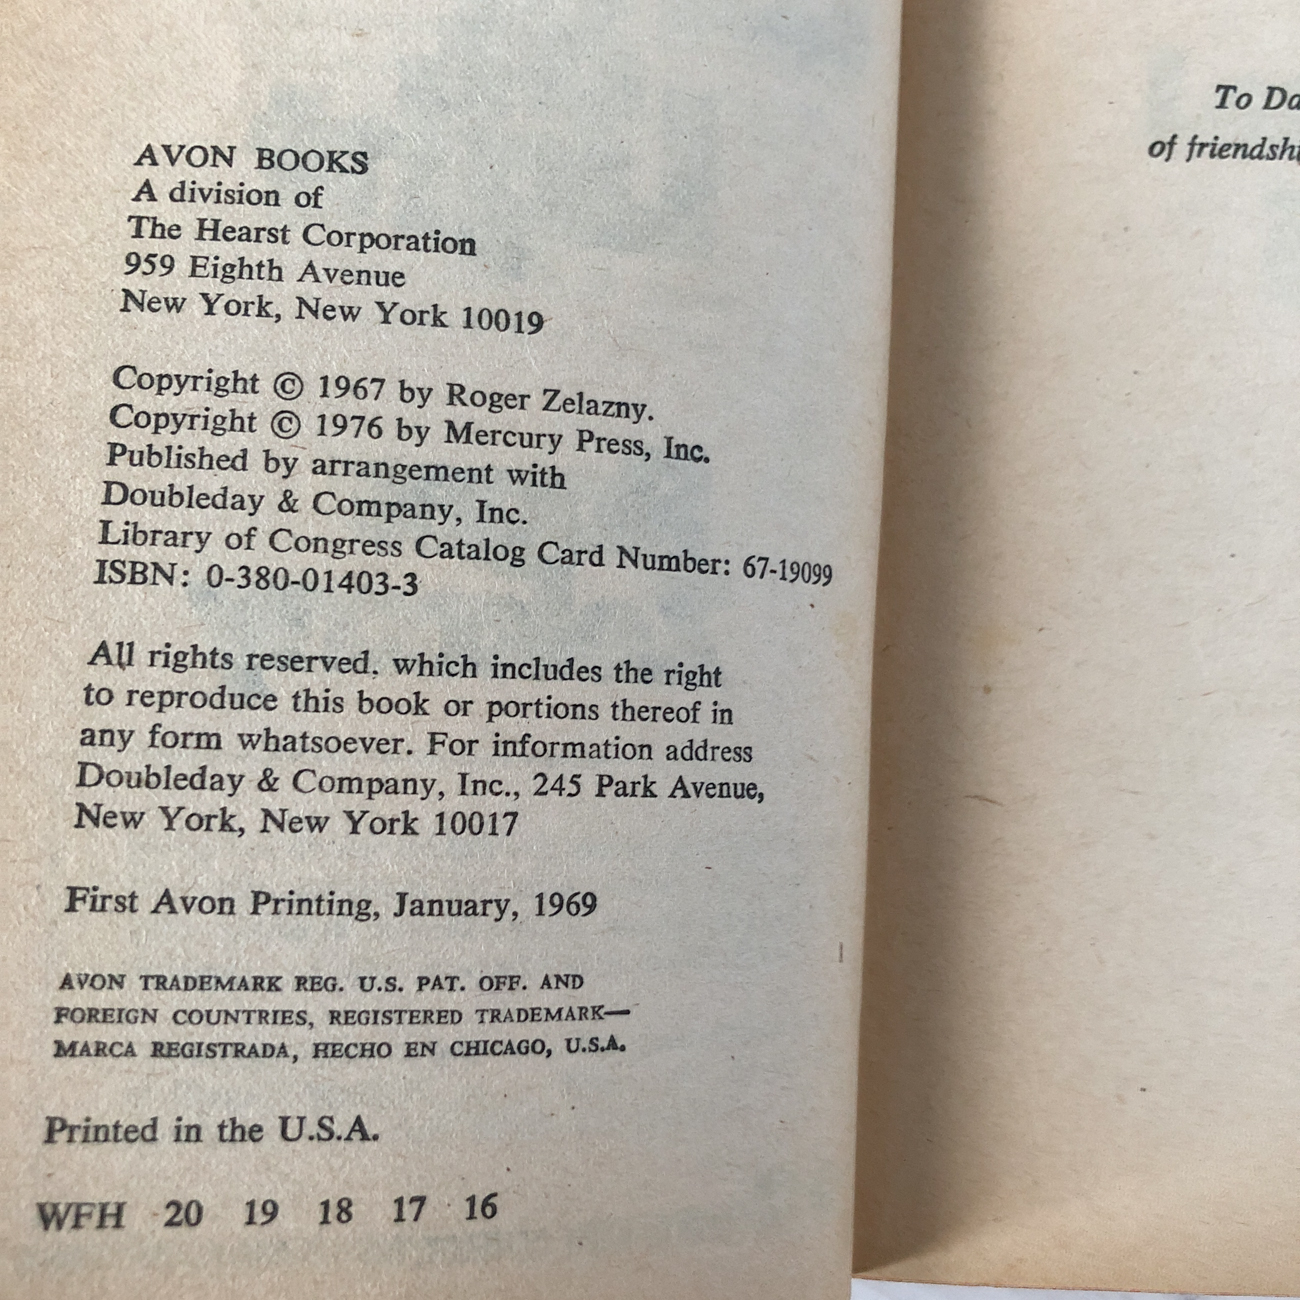 AVON BOOKS
A division of
The Hearst Corporation
959 Eighth Avenue
New York, New York 10019
Copyright © 1967 by Roger Zelazny.
Copyright © 1976 by Mercury Press, Inc.
Published by arrangement with
Doubleday & Company, Inc.
Library of Congress Catalog Card Number: 67-19099
ISBN: 0-380-01403-3
All rights reserved, which includes the right
to reproduce this book or portions thereof in
any form whatsoever. For information address
Doubleday & Company, Inc., 245 Park Avenue,
New York, New York 10017
First Avon Printing, January, 1969
AVON TRADEMARK REG. U.S. PAT. OFF. AND
FOREIGN COUNTRIES, REGISTERED TRADEMARK—
MARCA REGISTRADA, HECHO EN CHICAGO, U.S.A.
Printed in the U.S.A.
WFH 20 19 18 17 16
To
of